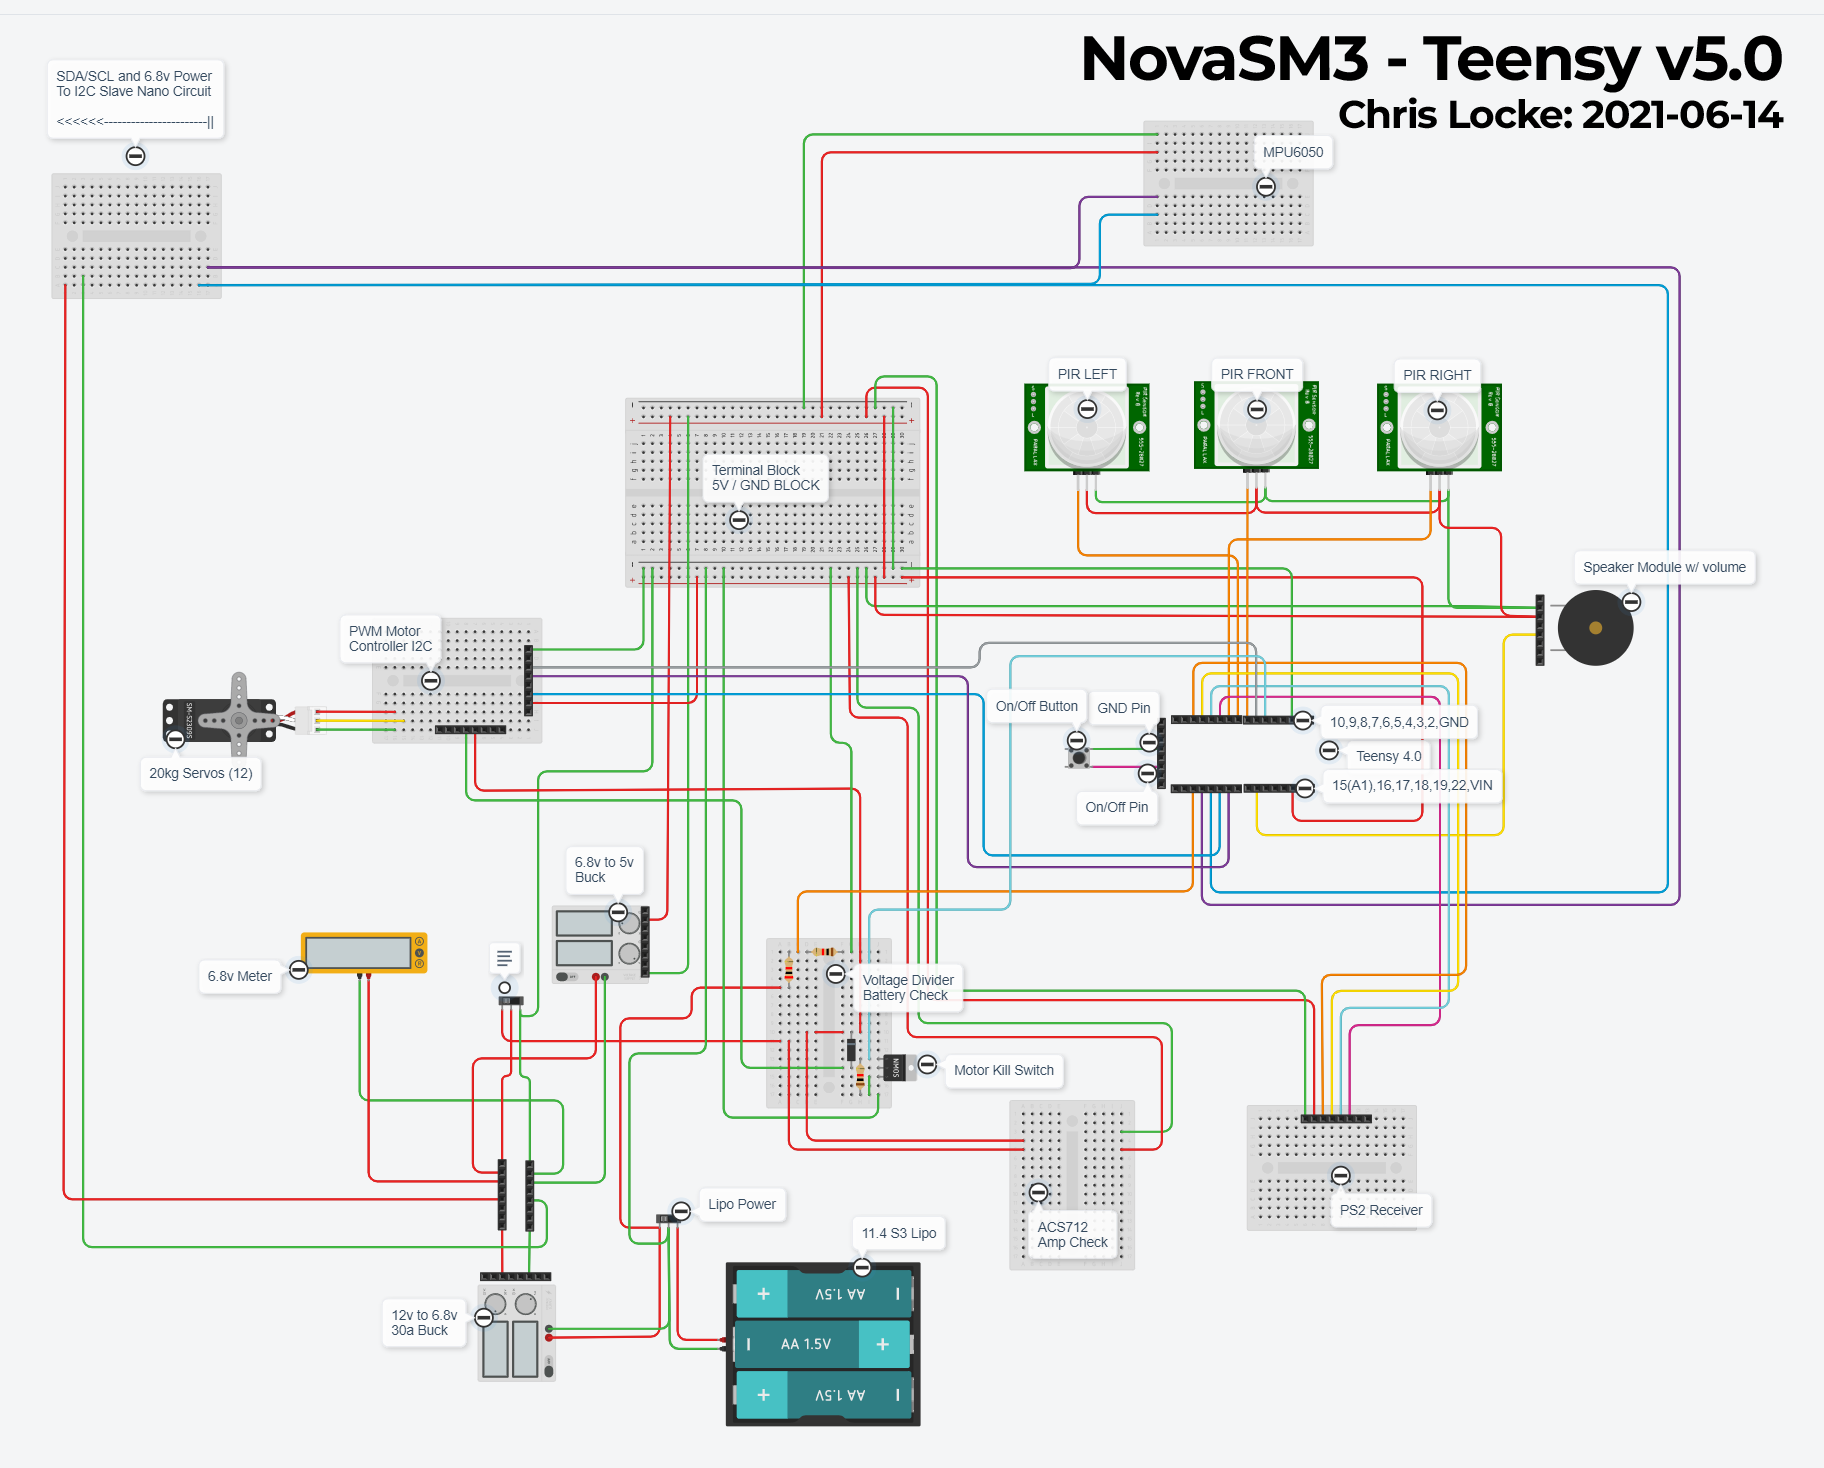 NovaSM3 - Teensy v5.0
Chris Locke: 2021-06-14
SDA/SCL and 6.8v Power
To I2C Slave Nano Circuit
<<<<<<-----------------------||
MPU6050
PIR LEFT
PIR FRONT
PIR RIGHT
Terminal Block
5V / GND BLOCK
Speaker Module w/ volume
PWM Motor
Controller I2C
SM-S2309S
20kg Servos (12)
On/Off Button
GND Pin
10,9,8,7,6,5,4,3,2,GND
Teensy 4.0
15(A1),16,17,18,19,22,VIN
On/Off Pin
6.8v to 5v
Buck
6.8v Meter
Voltage Divider
Battery Check
NMOS
Motor Kill Switch
ACS712
Amp Check
PS2 Receiver
Lipo Power
11.4 S3 Lipo
12v to 6.8v
30a Buck
+ AA 1.5V
AA 1.5V +
+ AA 1.5V